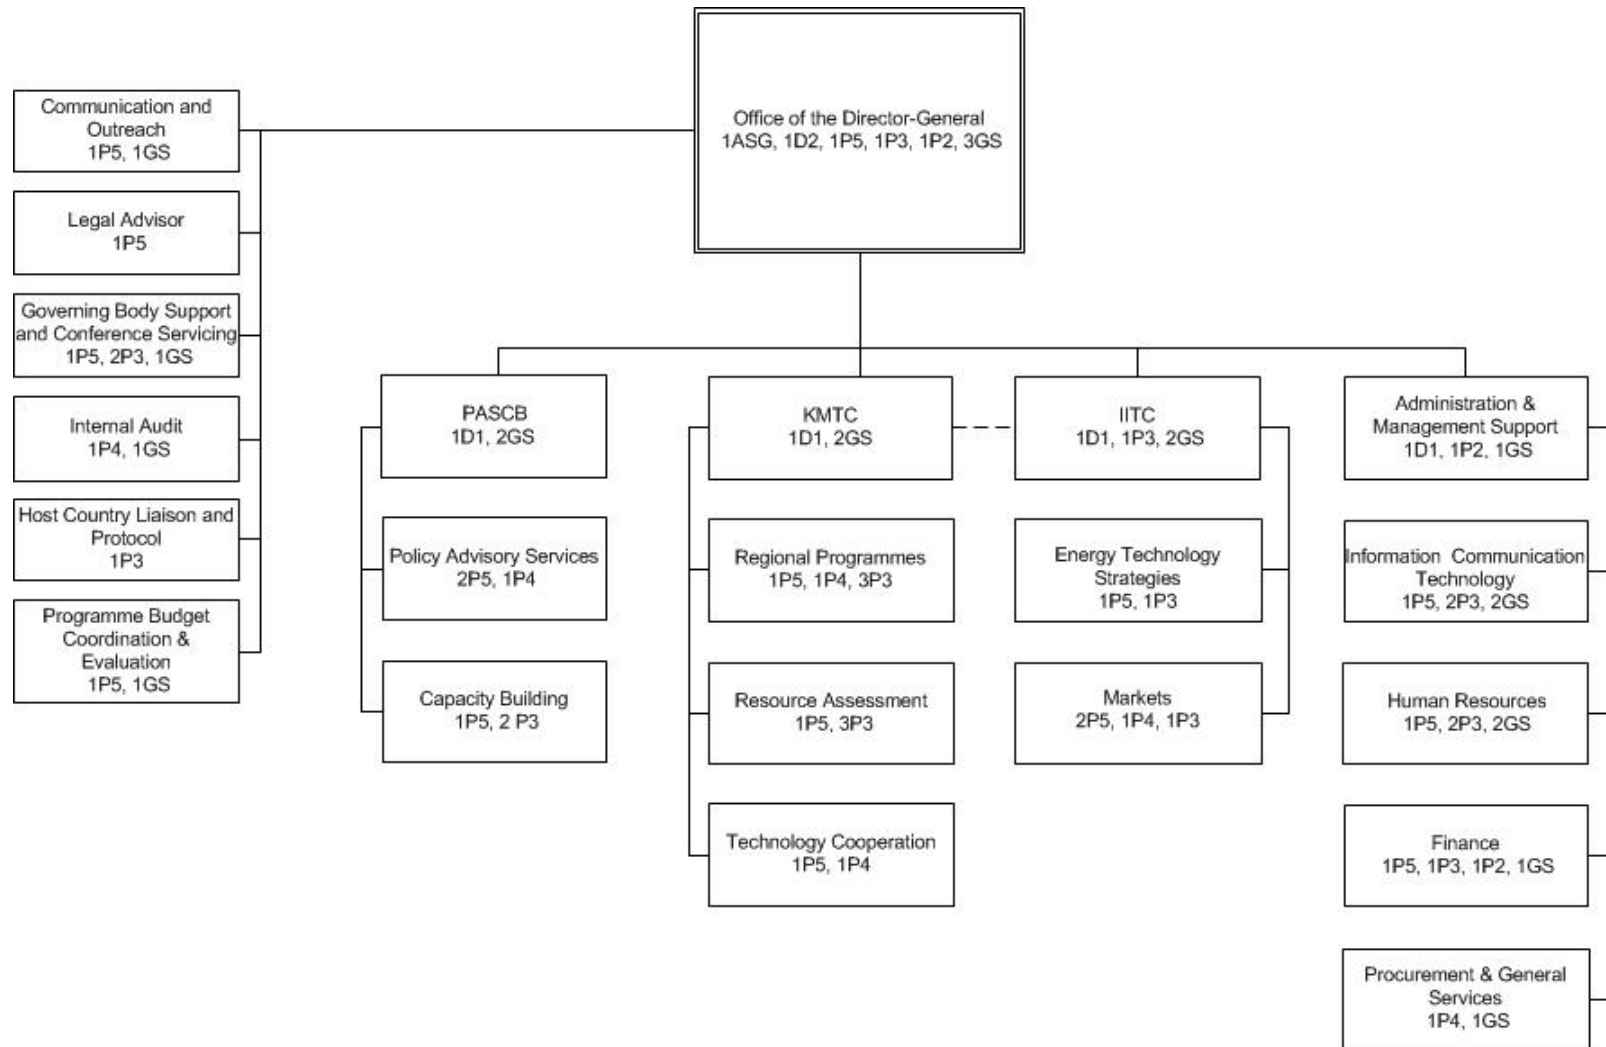 Office of the Director-General
1ASG, 1D2, 1P5, 1P3, 1P2, 3GS
Communication and
Outreach
1P5, 1GS
Legal Advisor
1P5
Governing Body Support
and Conference Servicing
1P5, 2P3, 1GS
Internal Audit
1P4, 1GS
Host Country Liaison and
Protocol
1P3
Programme Budget
Coordination &
Evaluation
1P5, 1GS
PASCB
1D1, 2GS
Policy Advisory Services
2P5, 1P4
Capacity Building
1P5, 2 P3
KMTC
1D1, 2GS
Regional Programmes
1P5, 1P4, 3P3
Resource Assessment
1P5, 3P3
Technology Cooperation
1P5, 1P4
IITC
1D1, 1P3, 2GS
Energy Technology
Strategies
1P5, 1P3
Markets
2P5, 1P4, 1P3
Administration &
Management Support
1D1, 1P2, 1GS
Information Communication
Technology
1P5, 2P3, 2GS
Human Resources
1P5, 2P3, 2GS
Finance
1P5, 1P3, 1P2, 1GS
Procurement & General
Services
1P4, 1GS